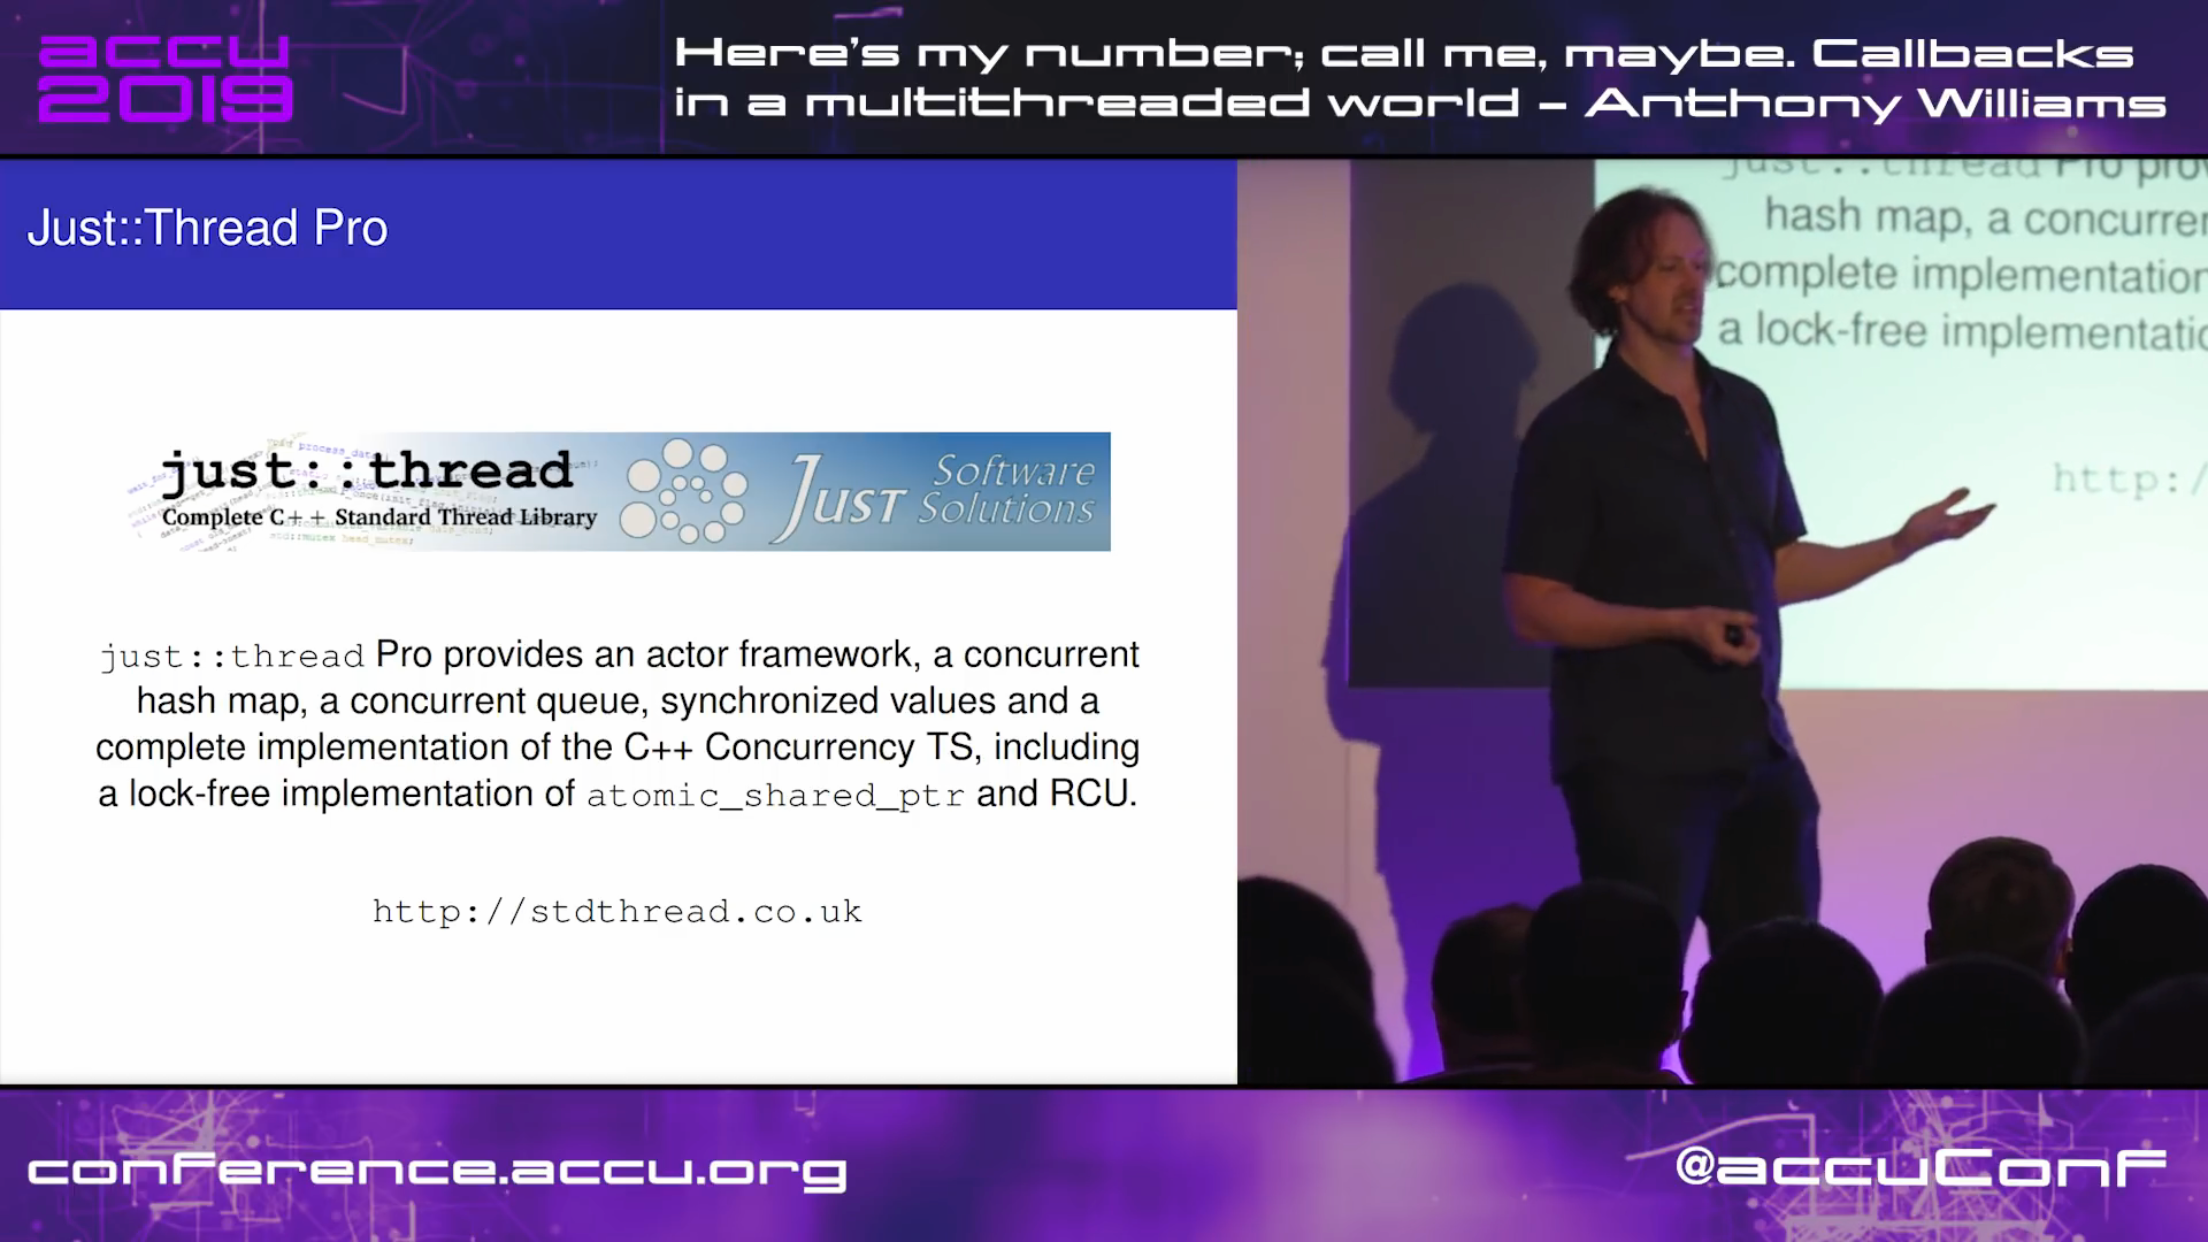 accu
2019
Here's my number; call me, maybe. Callbacks
in a multithreaded world – Anthony Williams
Just::Thread Pro
just::thread
Complete C++ Standard Thread Library
Just Software
Solutions
just::thread Pro provides an actor framework, a concurrent
hash map, a concurrent queue, synchronized values and a
complete implementation of the C++ Concurrency TS, including
a lock-free implementation of atomic_shared_ptr and RCU.
http://stdthread.co.uk
just::thread Pro
hash map, a
complete implementation
a lock-free
http:/
conference.accu.org
@accuConf